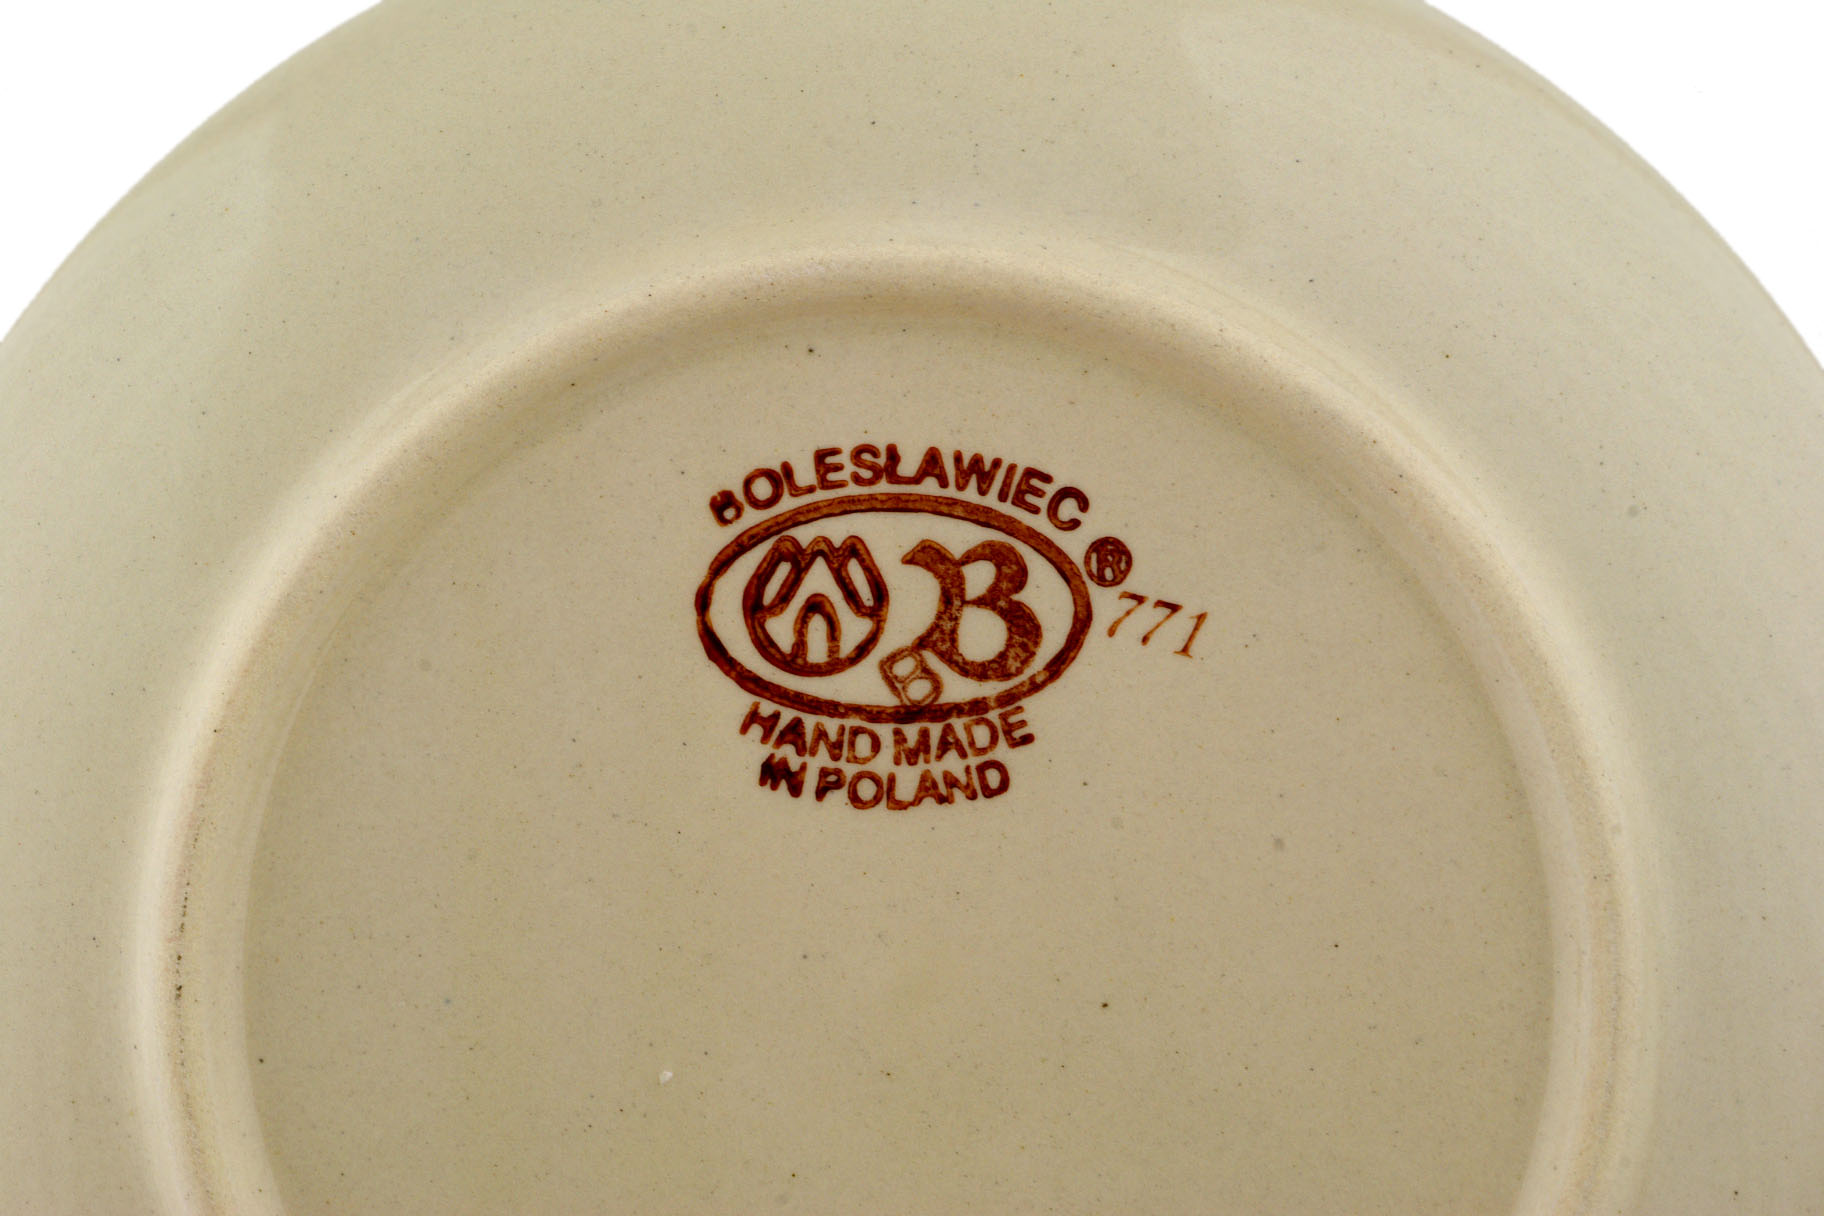 BOLESŁAWIEC
®
B
B
771
HAND MADE
IN POLAND